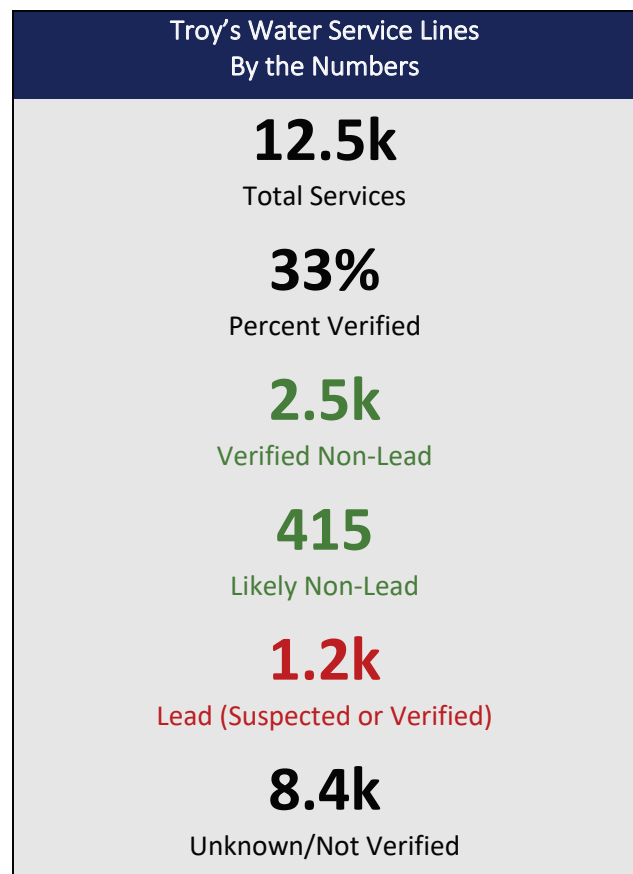 Troy’s Water Service Lines
By the Numbers
12.5k
Total Services
33%
Percent Verified
2.5k
Verified Non-Lead
415
Likely Non-Lead
1.2k
Lead (Suspected or Verified)
8.4k
Unknown/Not Verified